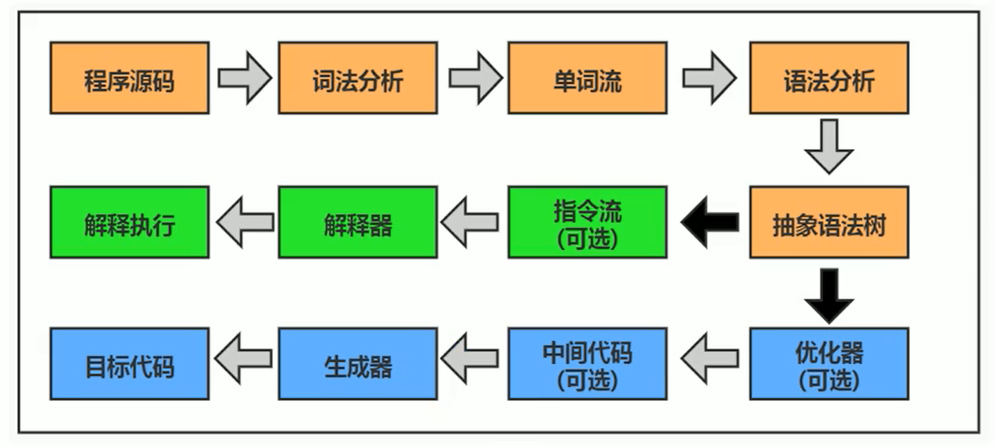 程序源码
词法分析
单词流
语法分析
解释执行
解释器
指令流
(可选)
抽象语法树
目标代码
生成器
中间代码
(可选)
优化器
(可选)